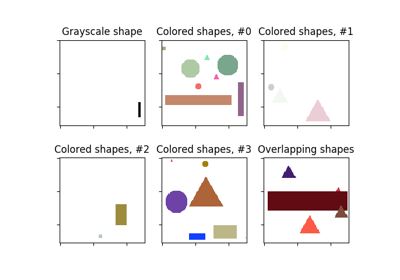 Grayscale shape
Colored shapes, #0
Colored shapes, #1
Colored shapes, #2
Colored shapes, #3
Overlapping shapes